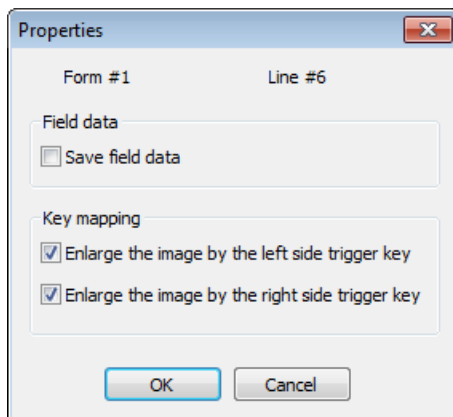 Properties
Form #1 Line #6
Field data
Save field data
Key mapping
Enlarge the image by the left side trigger key
Enlarge the image by the right side trigger key
OK Cancel